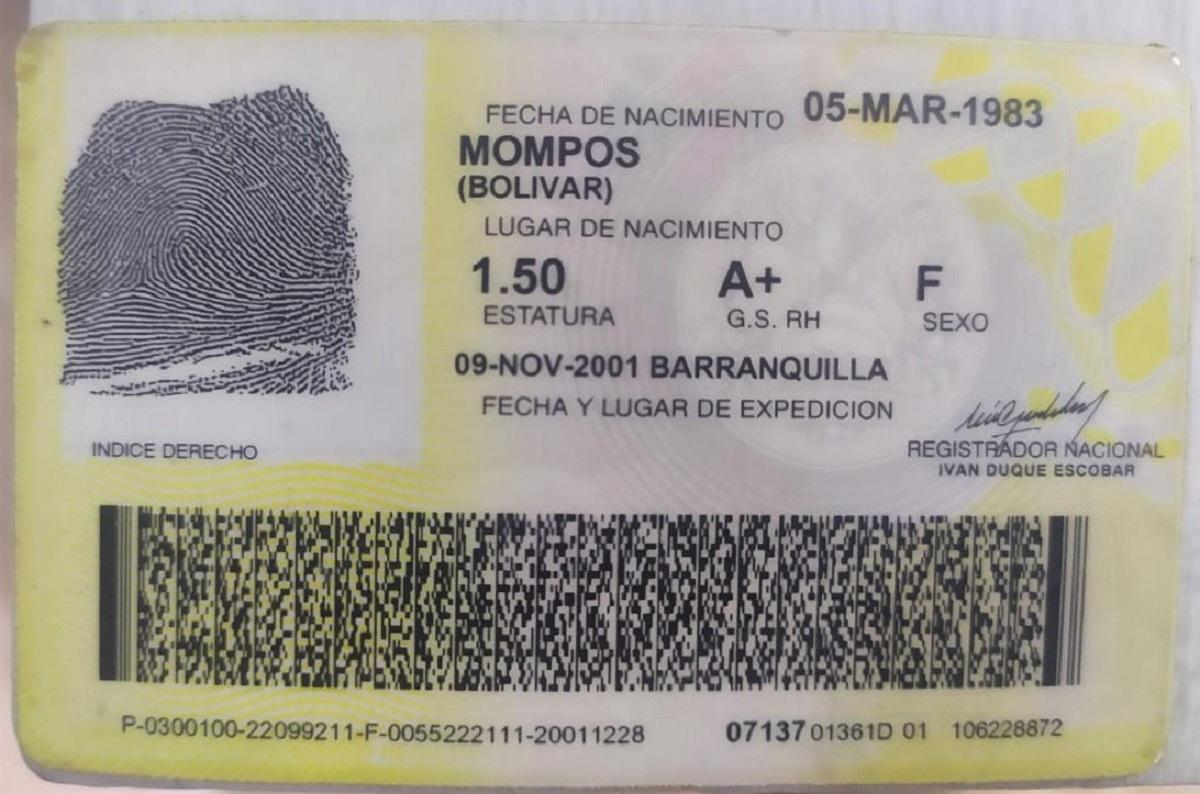 FECHA DE NACIMIENTO 05-MAR-1983
MOMPOS
(BOLIVAR)
LUGAR DE NACIMIENTO
1.50 A+ F
ESTATURA G.S. RH SEXO
09-NOV-2001 BARRANQUILLA
FECHA Y LUGAR DE EXPEDICION
INDICE DERECHO
REGISTRADOR NACIONAL
IVAN DUQUE ESCOBAR
P-0300100-22099211-F-0055222111-20011228 07137 01361D 01 106228872